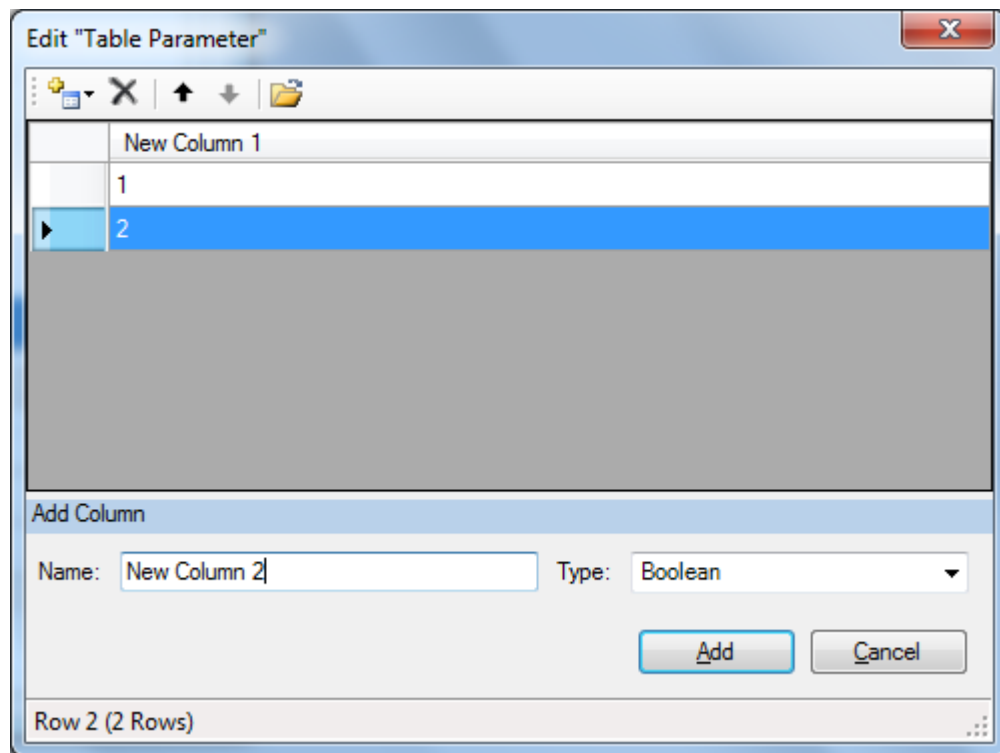 Edit "Table Parameter"
New Column 1
1
2
Add Column
Name: New Column 2 Type: Boolean
Add Cancel
Row 2 (2 Rows)